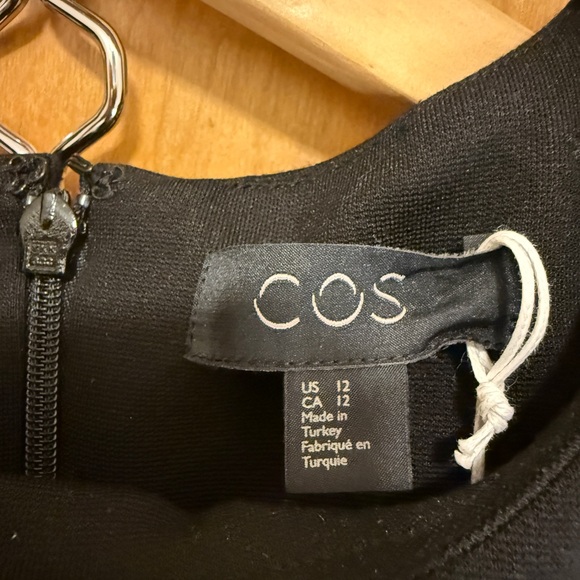 COS
US 12
CA 12
Made in
Turkey
Fabriqué en
Turquie